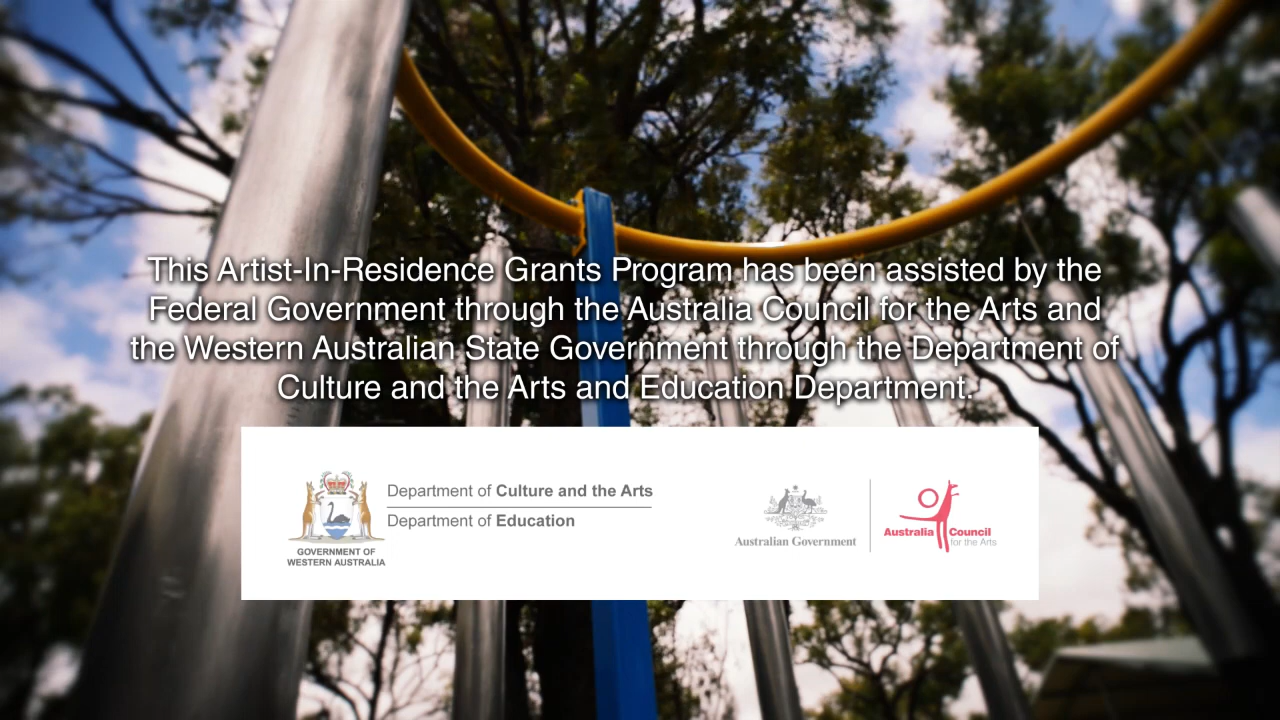 This Artist-In-Residence Grants Program has been assisted by the
Federal Government through the Australia Council for the Arts and
the Western Australian State Government through the Department of
Culture and the Arts and Education Department.
Department of Culture and the Arts
Department of Education
GOVERNMENT OF
WESTERN AUSTRALIA
Australian Government
Australia Council
for the Arts